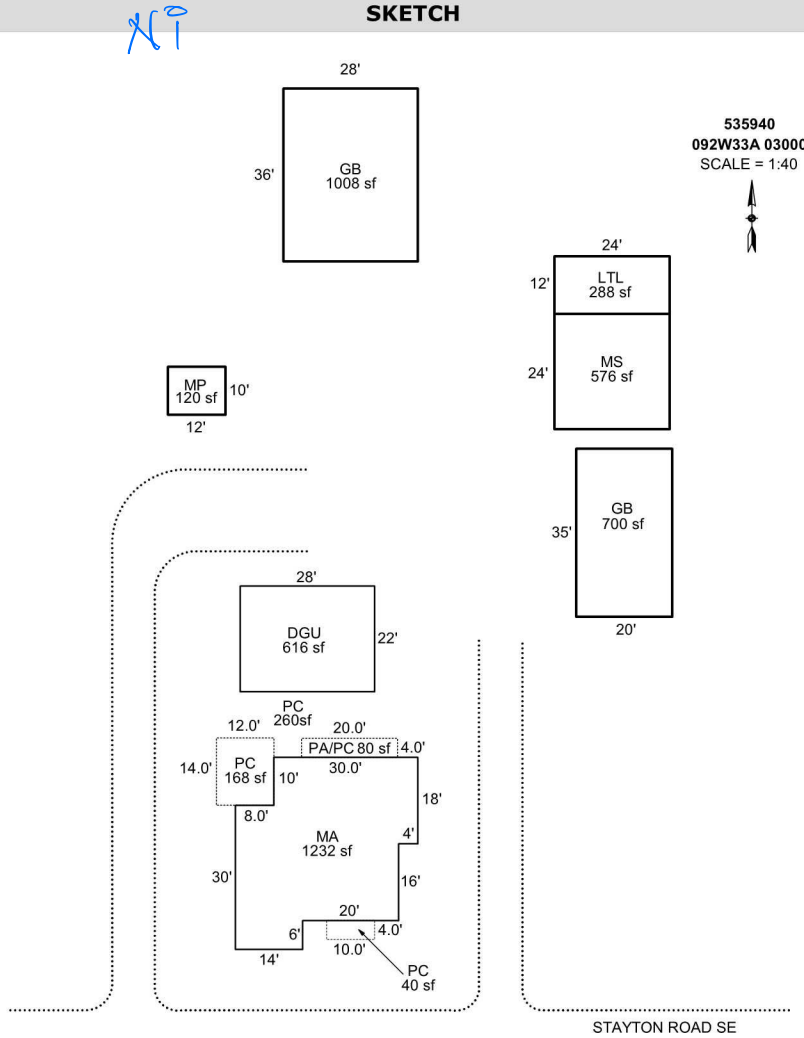 SKETCH
Ni
28'
36'
GB
1008 sf
535940
092W33A 03000
SCALE = 1:40
24'
12'
LTL
288 sf
24'
MS
576 sf
MP
120 sf
10'
12'
GB
700 sf
35'
20'
28'
DGU
616 sf
22'
PC
260sf
12.0'
20.0'
PA/PC 80 sf
4.0'
14.0'
PC
168 sf
10'
30.0'
18'
8.0'
MA
1232 sf
4'
30'
16'
20'
6'
4.0'
10.0'
14'
PC
40 sf
STAYTON ROAD SE